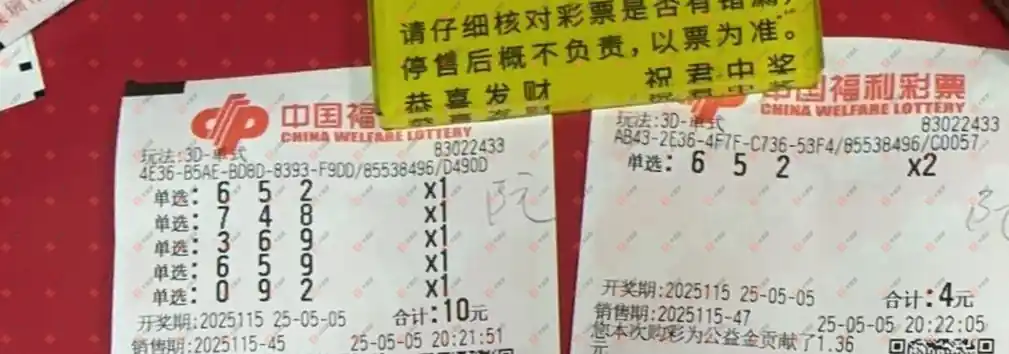 请仔细核对彩票是否有错漏,
停售后概不负责,以票为准。
恭喜发财 祝君中奖
中国福
CHINA WELFARE LOTTERY
玩法:3D-单式 83022433
4E36-B5AE-BD8D-8393-F9DD/85538496/D490D
单选: 6 5 2 x1
单选: 7 4 8 x1
单选: 3 6 9 x1
单选: 6 5 9 x1
单选: 0 9 2 x1
开奖期:2025115 25-05-05 合计:10元
销售期:2025115-45 25-05-05 20:21:51
中国福利彩票
CHINA WELFARE LOTTERY
玩法:3D-单式 83022433
AB43-2E36-4F7F-C736-53F4/85538496/C0057
单选: 6 5 2 x2
开奖期:2025115 25-05-05 合计:4元
销售期:2025115-47 25-05-05 20:22:05
您本次购彩为公益金贡献了1.36
元